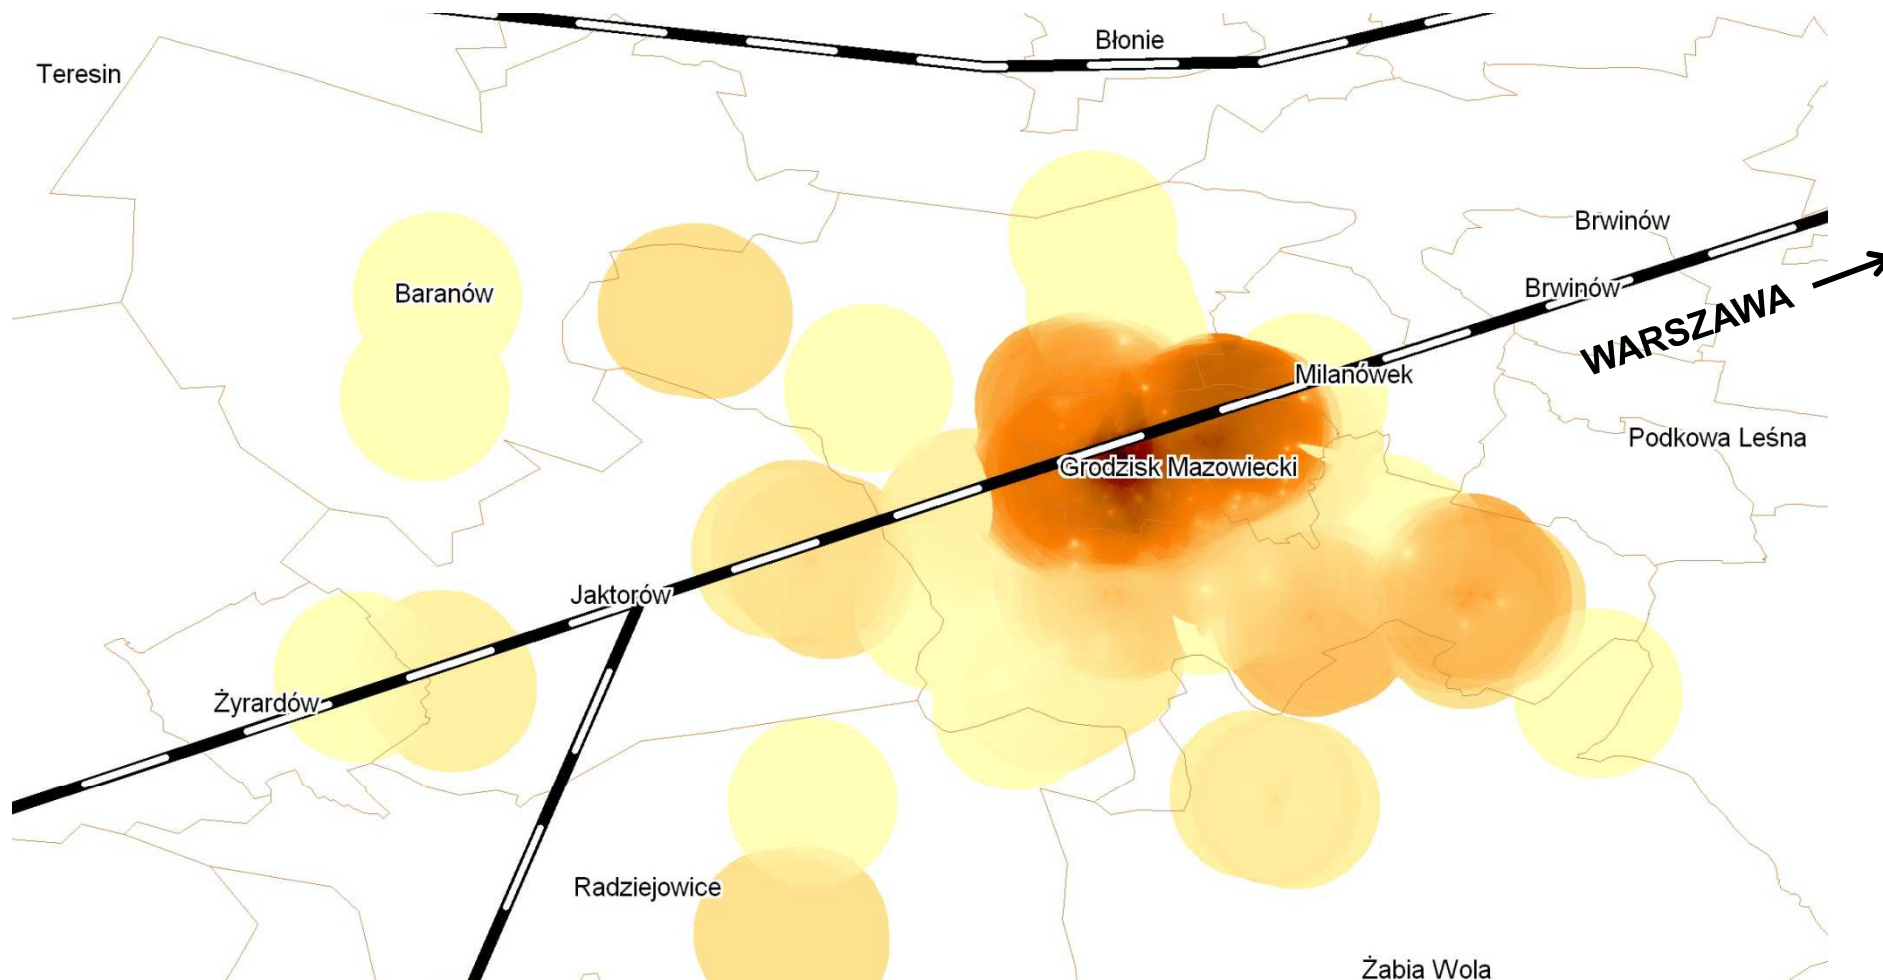 Błonie
Teresin
Brwinów
Baranów
Brwinów
WARSZAWA
Milanówek
Podkowa Leśna
Grodzisk Mazowiecki
Jaktorów
Żyrardów
Radziejowice
Żabia Wola